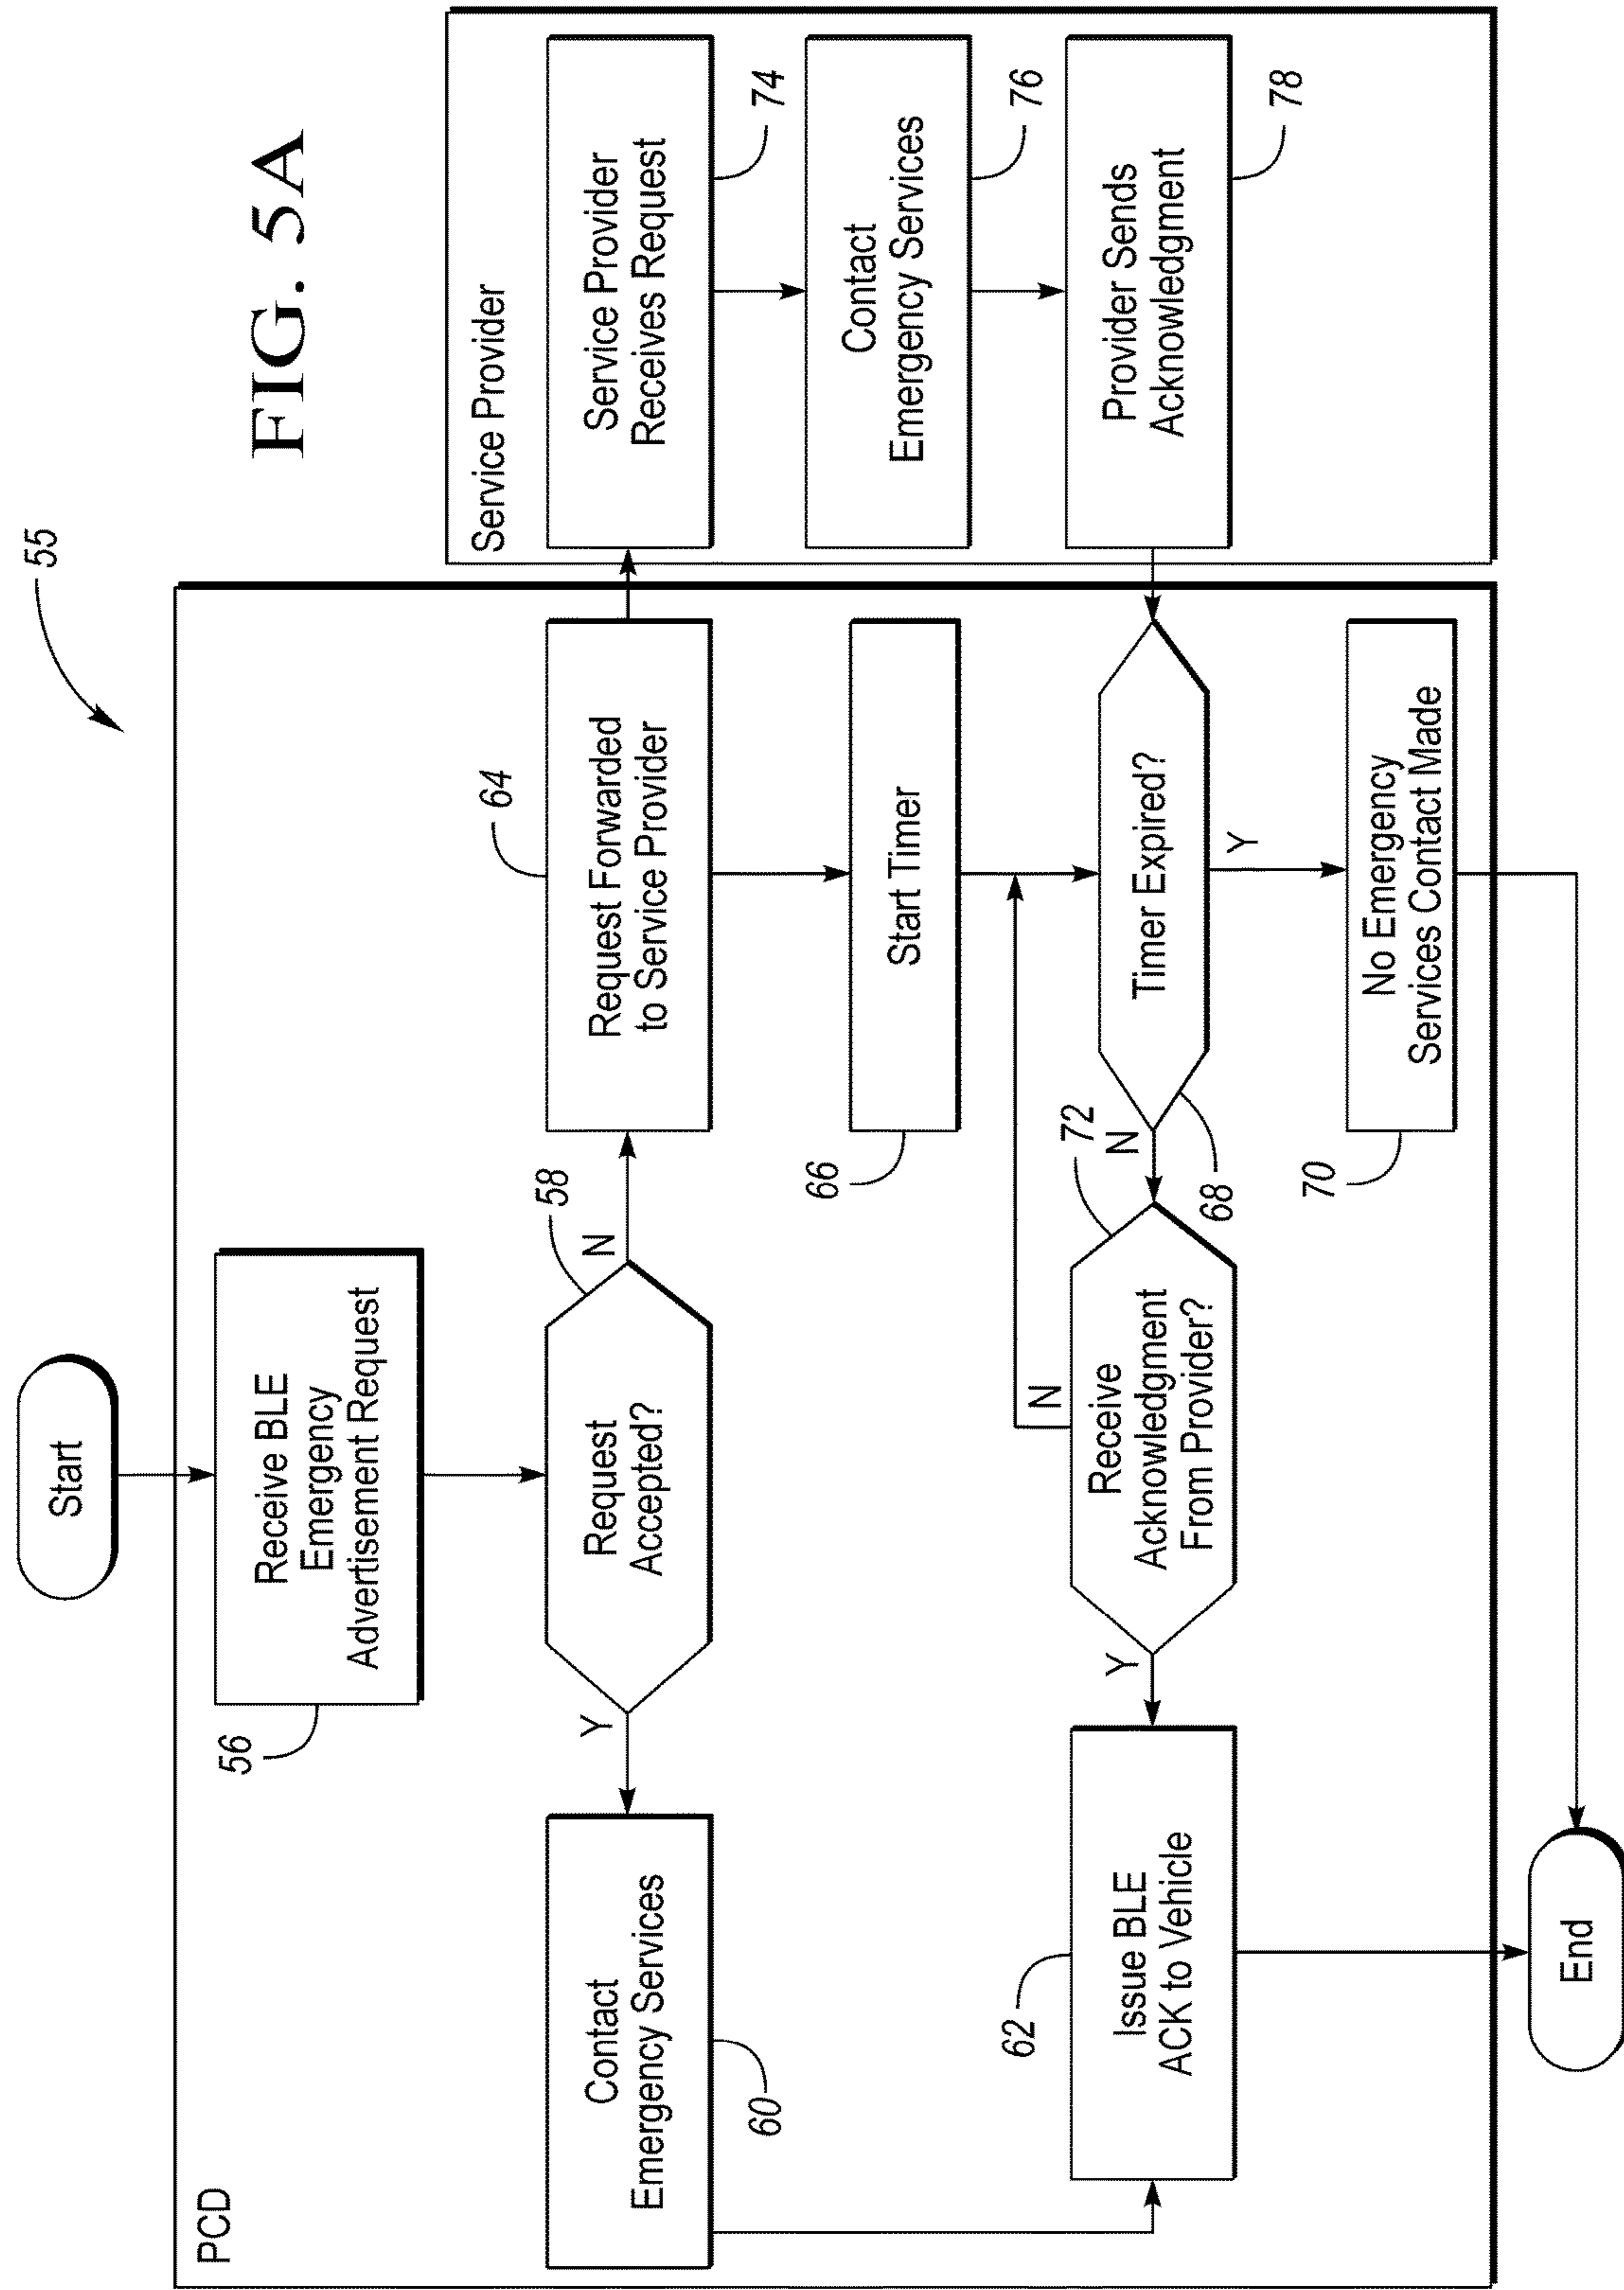 FIG. 5A
55
Start
PCD
Service Provider
Receive BLE
Emergency
Advertisement Request
56
Request
Accepted?
58
Y
N
Contact
Emergency Services
60
Request Forwarded
to Service Provider
64
Service Provider
Receives Request
74
Start Timer
66
Contact
Emergency Services
76
N
Issue BLE
ACK to Vehicle
62
Y
Receive
Acknowledgment
From Provider?
72
N
Timer Expired?
68
Y
Provider Sends
Acknowledgment
78
No Emergency
Services Contact Made
70
End